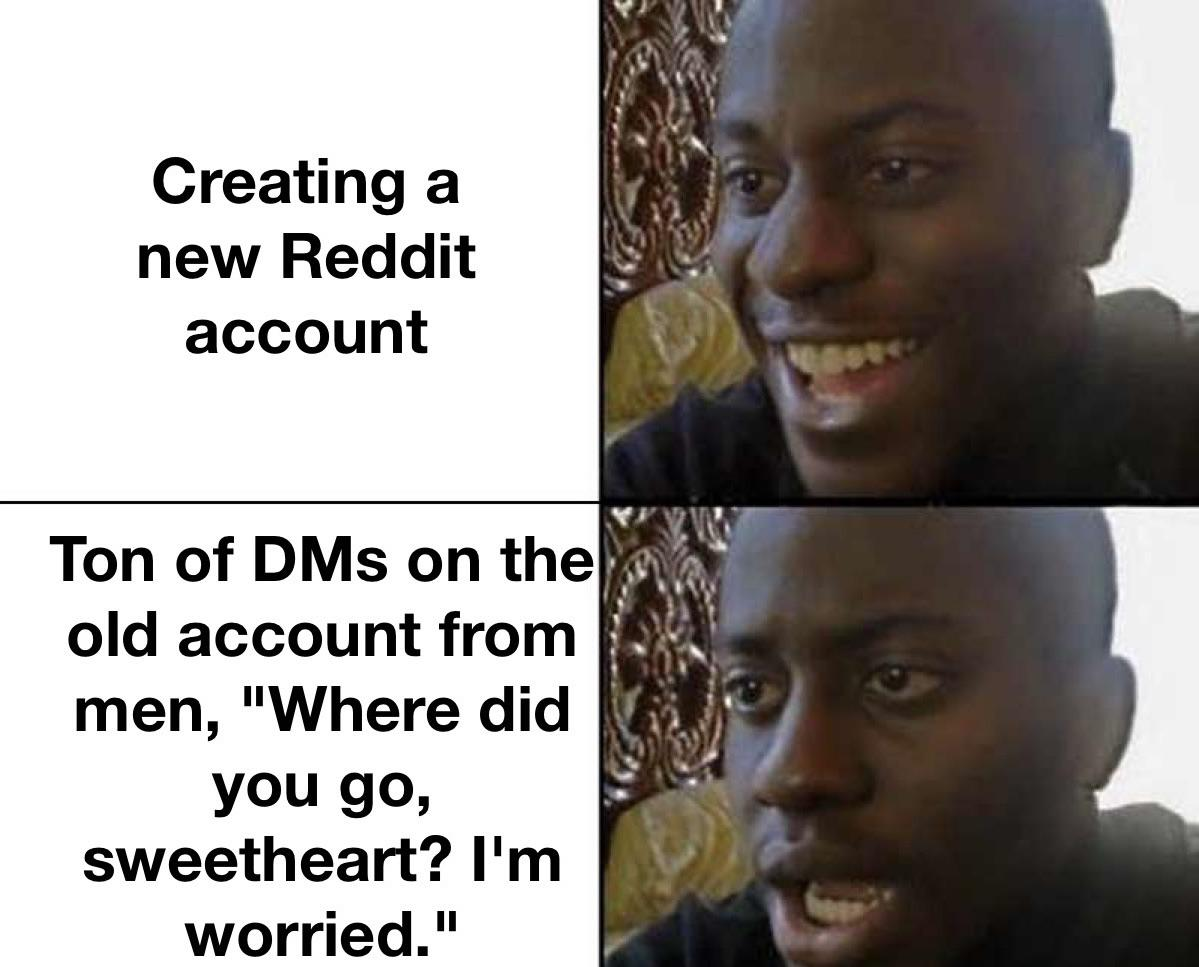 Creating a
new Reddit
account
Ton of DMs on the
old account from
men, "Where did
you go,
sweetheart? I'm
worried."